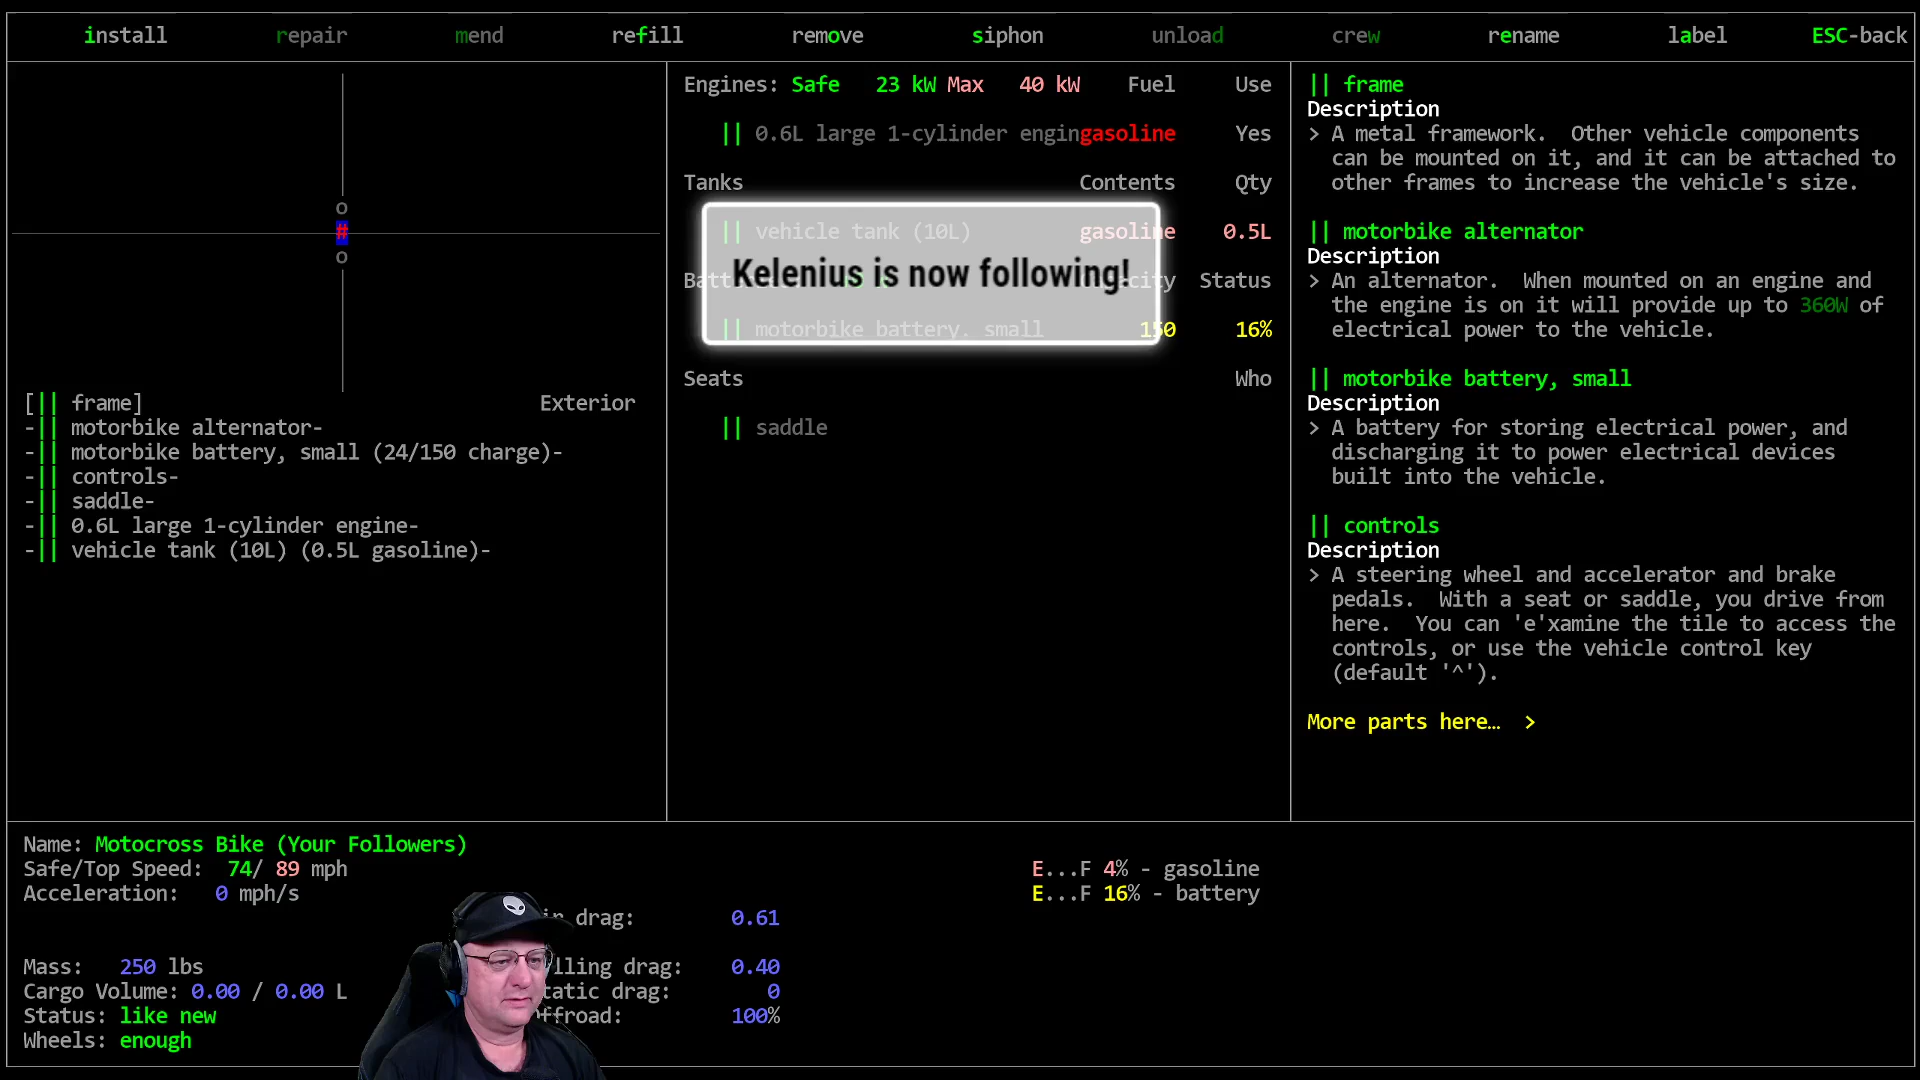 install repair mend refill remove siphon unload crew rename label ESC-back
[|| frame] Exterior
-|| motorbike alternator-
-|| motorbike battery, small (24/150 charge)-
-|| controls-
-|| saddle-
-|| 0.6L large 1-cylinder engine-
-|| vehicle tank (10L) (0.5L gasoline)-
Engines: Safe 23 kW Max 40 kW Fuel Use
|| 0.6L large 1-cylinder engingasoline Yes
Tanks Contents Qty
|| vehicle tank (10L) gasoline 0.5L
Kelenius is now following!
Status
|| motorbike battery, small 150 16%
Seats Who
|| saddle
|| frame
Description
> A metal framework. Other vehicle components
can be mounted on it, and it can be attached to
other frames to increase the vehicle's size.
|| motorbike alternator
Description
> An alternator. When mounted on an engine and
the engine is on it will provide up to 360W of
electrical power to the vehicle.
|| motorbike battery, small
Description
> A battery for storing electrical power, and
discharging it to power electrical devices
built into the vehicle.
|| controls
Description
> A steering wheel and accelerator and brake
pedals. With a seat or saddle, you drive from
here. You can 'e'xamine the tile to access the
controls, or use the vehicle control key
(default '^').
More parts here… >
Name: Motocross Bike (Your Followers)
Safe/Top Speed: 74/ 89 mph
Acceleration: 0 mph/s
Mass: 250 lbs
Cargo Volume: 0.00 / 0.00 L
Status: like new
Wheels: enough
drag: 0.61
lling drag: 0.40
tatic drag: 0
ffroad: 100%
E...F 4% - gasoline
E...F 16% - battery